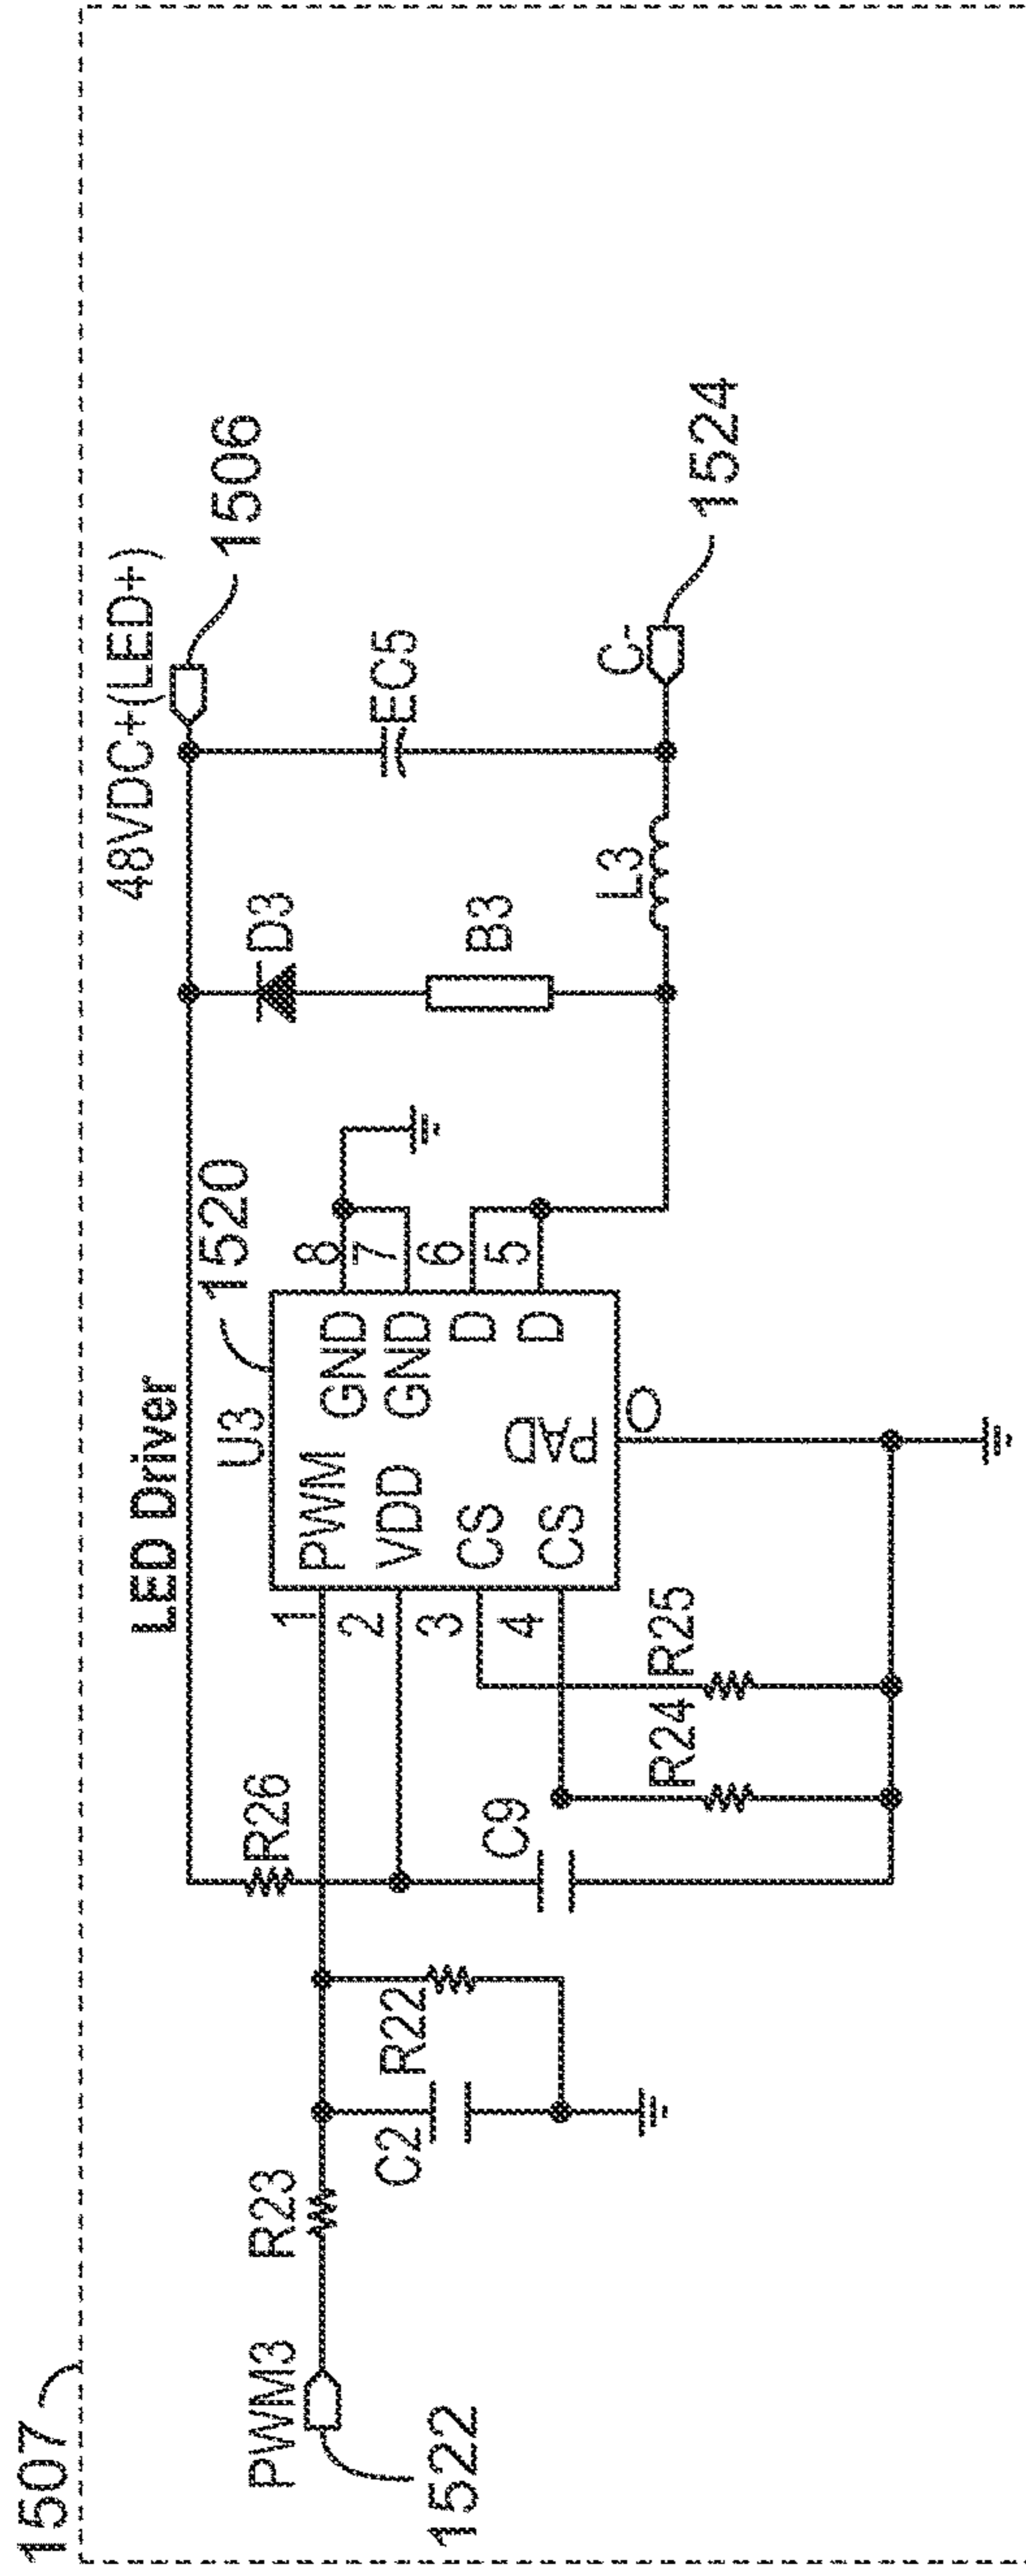 1507
LED Driver
48VDC+(LED+)
1506
1520
U3
D3
EC5
B3
L3
C-
1524
PWM3
1522
R23
C2
R22
R26
C9
R24
R25
1
2
3
4
PWM
VDD
CS
CS
GND
GND
D
D
PAD
8
7
6
5
O